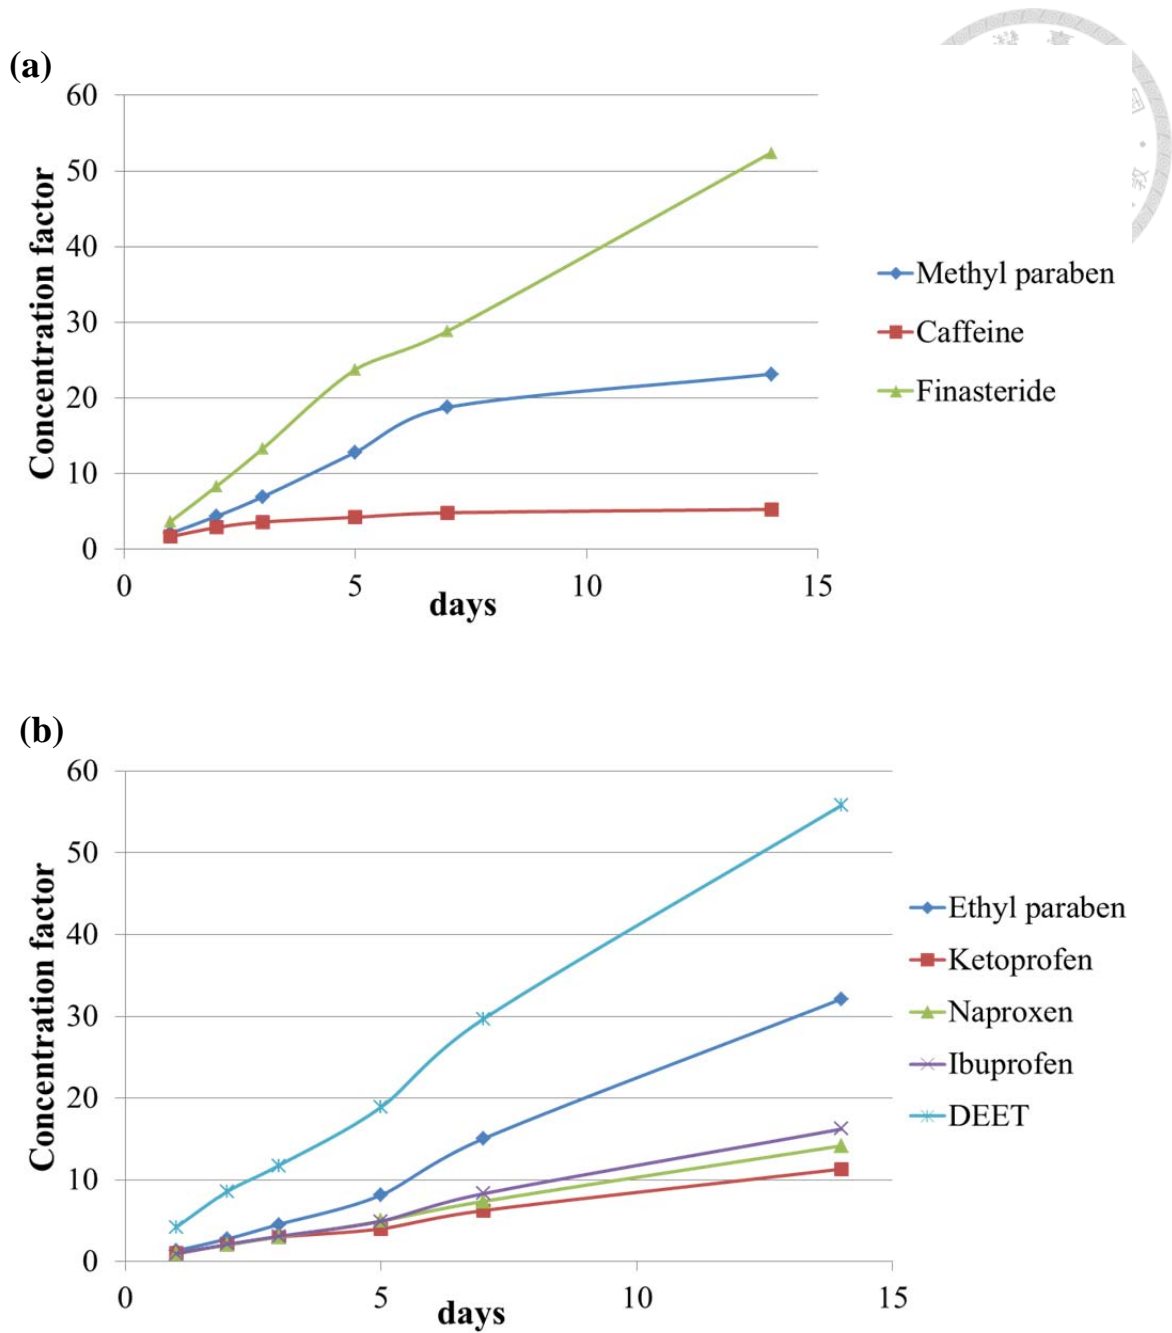 (a)
60
50
40
30
20
10
0
Concentration factor
0 5 10 15
days
Methyl paraben
Caffeine
Finasteride
(b)
60
50
40
30
20
10
0
Concentration factor
0 5 10 15
days
Ethyl paraben
Ketoprofen
Naproxen
Ibuprofen
DEET